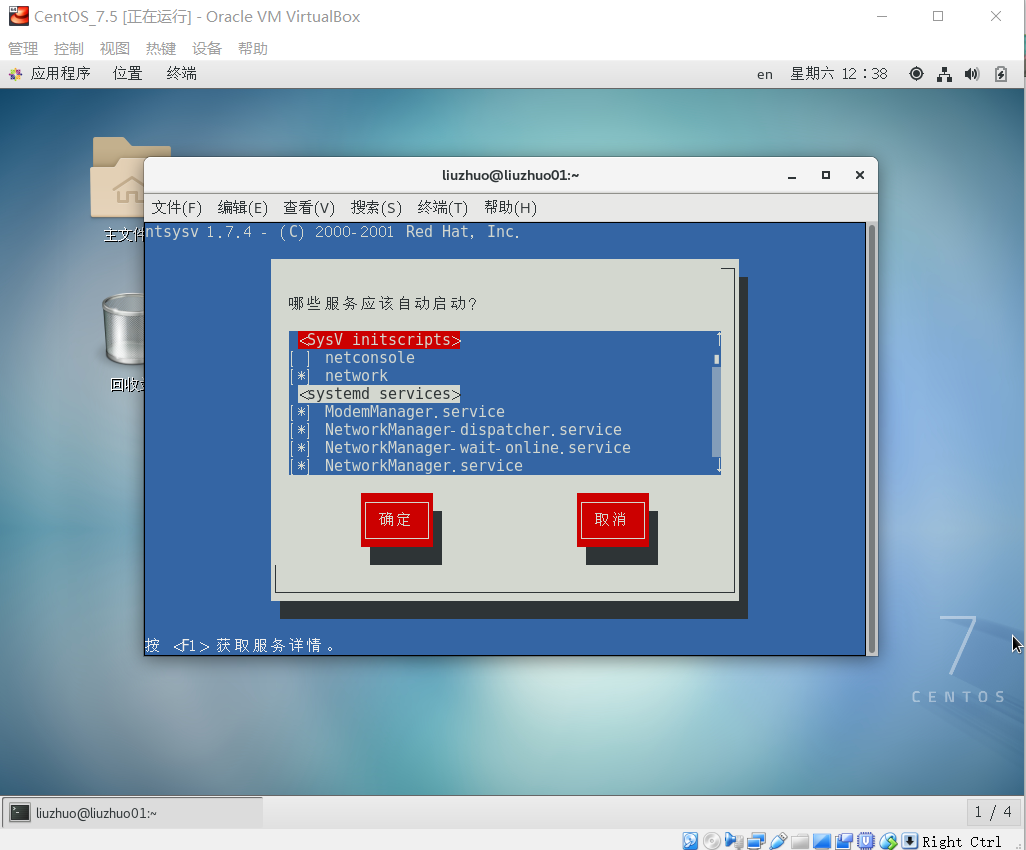 CentOS_7.5 [正在运行] - Oracle VM VirtualBox
管理 控制 视图 热键 设备 帮助
应用程序 位置 终端 en 星期六 12：38
主文件
回收
liuzhuo@liuzhuo01:~
文件(F) 编辑(E) 查看(V) 搜索(S) 终端(T) 帮助(H)
ntsysv 1.7.4 - (C) 2000-2001 Red Hat, Inc.
哪些服务应该自动启动?
<SysV initscripts>
[ ] netconsole
[*] network
<systemd services>
[*] ModemManager.service
[*] NetworkManager-dispatcher.service
[*] NetworkManager-wait-online.service
[*] NetworkManager.service
确定 取消
按 <F1> 获取服务详情。
7
CENTOS
liuzhuo@liuzhuo01:~ 1 / 4
Right Ctrl